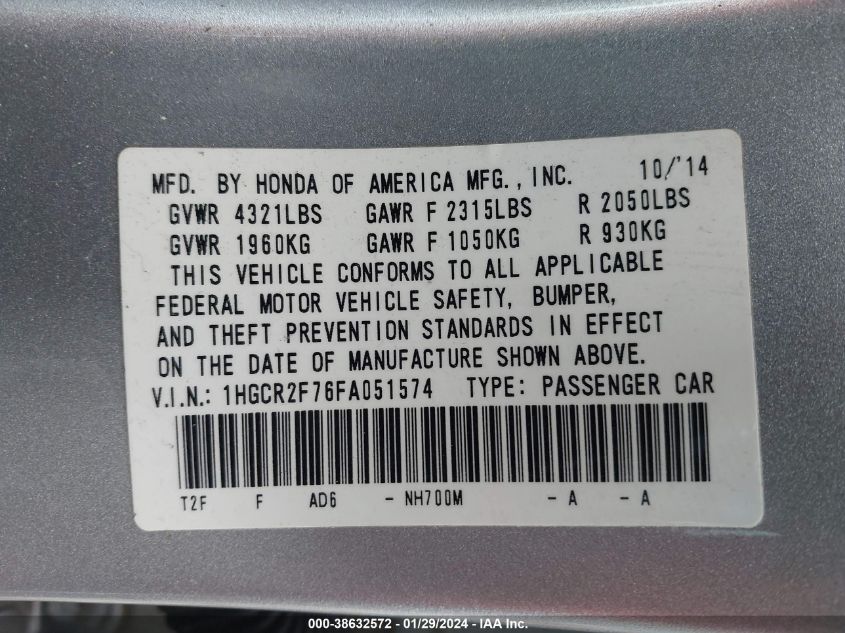 MFD. BY HONDA OF AMERICA MFG., INC. 10/'14
GVWR 4321LBS GAWR F 2315LBS R 2050LBS
GVWR 1960KG GAWR F 1050KG R 930KG
THIS VEHICLE CONFORMS TO ALL APPLICABLE
FEDERAL MOTOR VEHICLE SAFETY, BUMPER,
AND THEFT PREVENTION STANDARDS IN EFFECT
ON THE DATE OF MANUFACTURE SHOWN ABOVE.
V.I.N.: 1HGCR2F76FA051574 TYPE: PASSENGER CAR
T2F F AD6 - NH700M - A - A
000-38632572 - 01/29/2024 - IAA Inc.